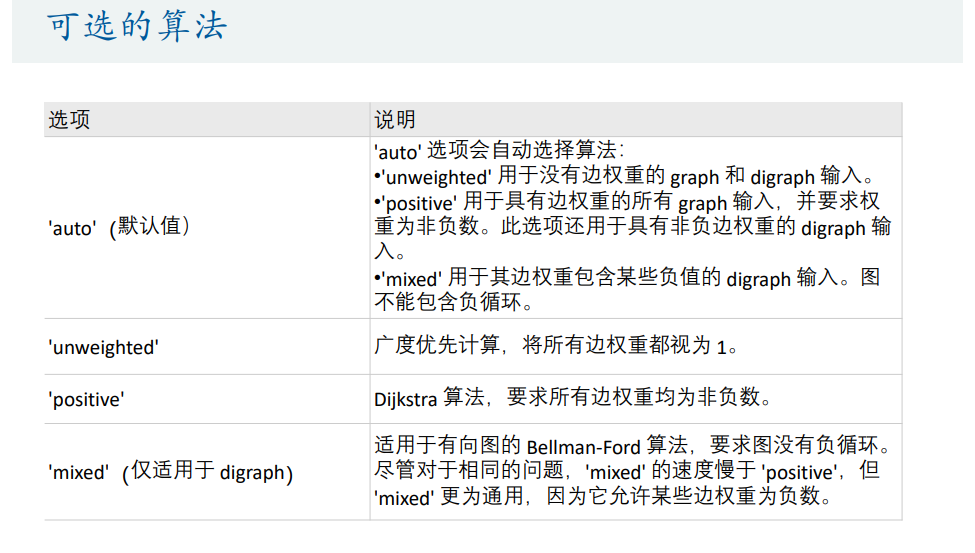 可选的算法
选项 说明
'auto'（默认值） 'auto' 选项会自动选择算法：
•'unweighted' 用于没有边权重的 graph 和 digraph 输入。
•'positive' 用于具有边权重的所有 graph 输入，并要求权
重为非负数。此选项还用于具有非负边权重的 digraph 输
入。
•'mixed' 用于其边权重包含某些负值的 digraph 输入。图
不能包含负循环。
'unweighted' 广度优先计算，将所有边权重都视为 1。
'positive' Dijkstra 算法，要求所有边权重均为非负数。
'mixed'（仅适用于 digraph） 适用于有向图的 Bellman-Ford 算法，要求图没有负循环。
尽管对于相同的问题，'mixed' 的速度慢于 'positive'，但
'mixed' 更为通用，因为它允许某些边权重为负数。